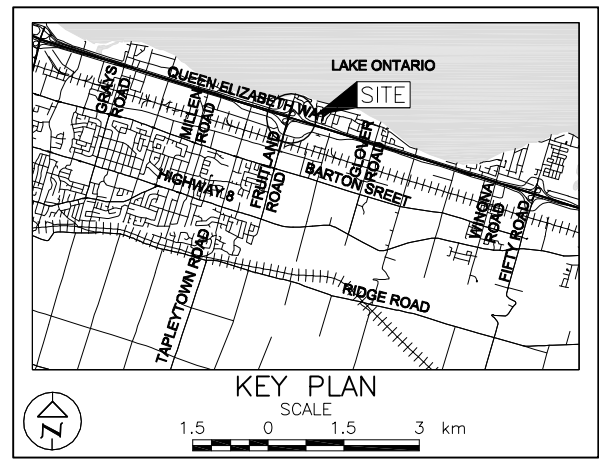 LAKE ONTARIO
SITE
QUEEN ELIZABETH WAY
GRAYS
ROAD
MILLEN
ROAD
FRUITLAND
ROAD
GLOVER
ROAD
BARTON SREET
HIGHWAY 8
WINONA
ROAD
FIFTY ROAD
TAPLEYTOWN ROAD
RIDGE ROAD
KEY PLAN
SCALE
1.5 0 1.5 3 km
N